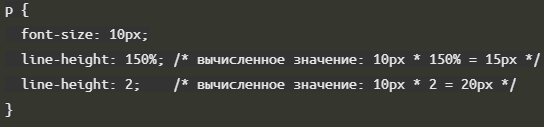 p {
  font-size: 10px;
  line-height: 150%; /* вычисленное значение: 10px * 150% = 15px */
  line-height: 2;    /* вычисленное значение: 10px * 2 = 20px */
}